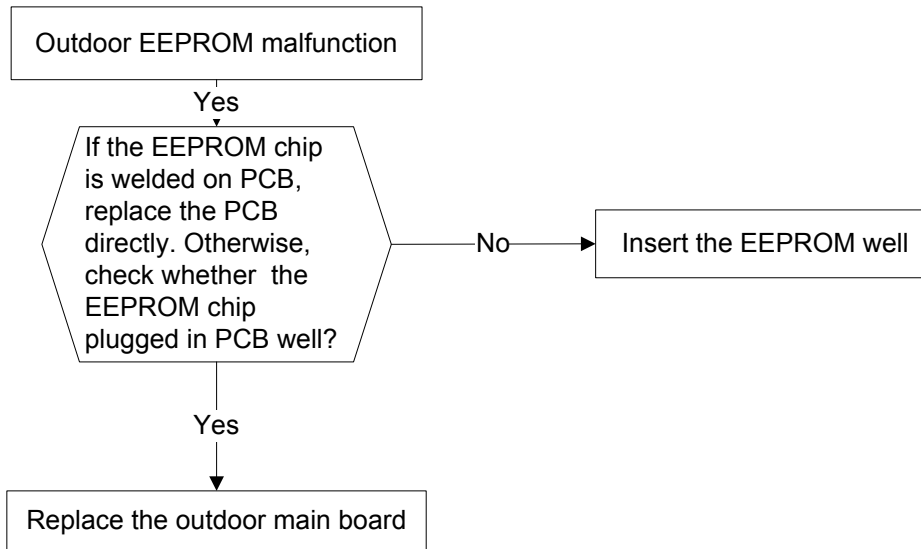 Outdoor EEPROM malfunction
Yes
If the EEPROM chip
is welded on PCB,
replace the PCB
directly. Otherwise,
check whether  the
EEPROM chip
plugged in PCB well?
No
Insert the EEPROM well
Yes
Replace the outdoor main board